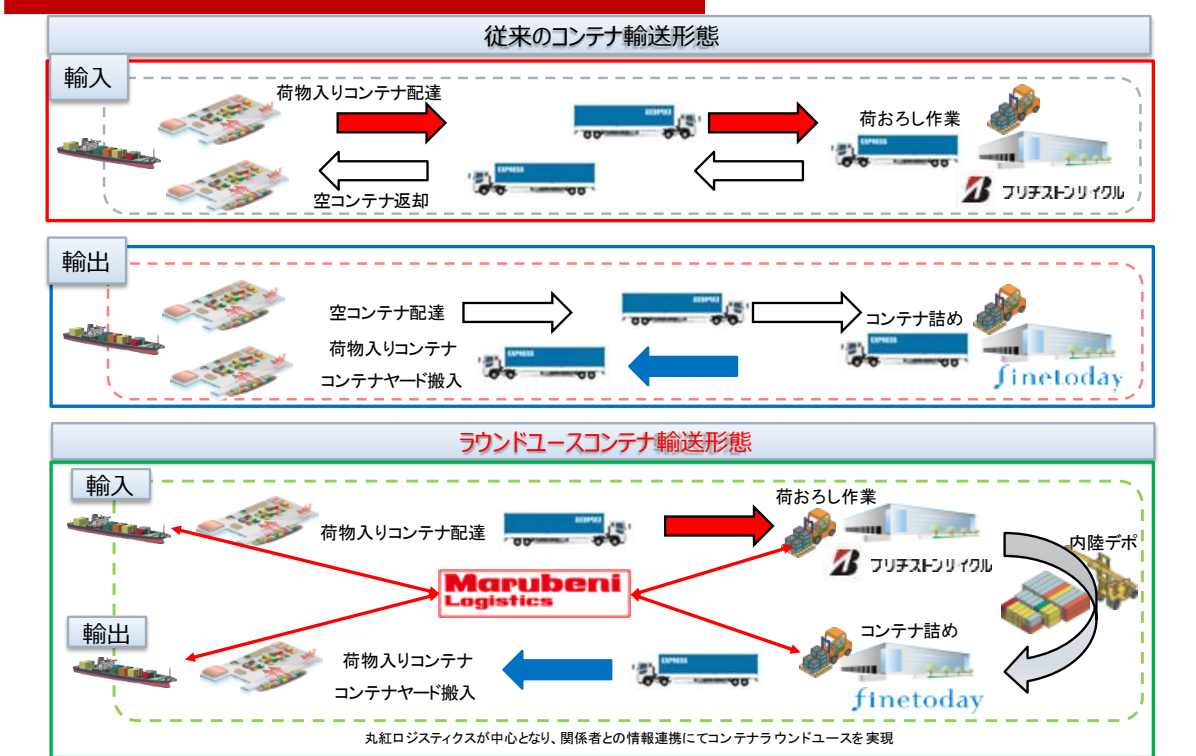 従来のコンテナ輸送形態
輸入
荷物入りコンテナ配達
荷おろし作業
EXPRESS
EXPRESS
空コンテナ返却
ブリヂストンリサイクル
輸出
空コンテナ配達
コンテナ詰め
荷物入りコンテナ
コンテナヤード搬入
EXPRESS
EXPRESS
finetoday
ラウンドユースコンテナ輸送形態
輸入
荷おろし作業
荷物入りコンテナ配達
内陸デポ
ブリヂストンリサイクル
Marubeni
Logistics
輸出
コンテナ詰め
荷物入りコンテナ
コンテナヤード搬入
EXPRESS
finetoday
丸紅ロジスティクスが中心となり、関係者との情報連携にてコンテナラウンドユースを実現